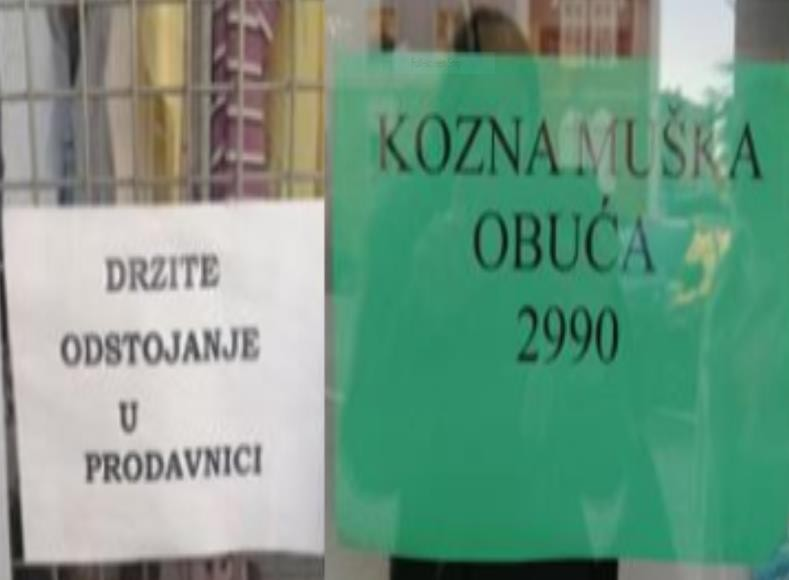 DRZITE
ODSTOJANJE
U
PRODAVNICI
KOZNA MUŠKA
OBUĆA
2990